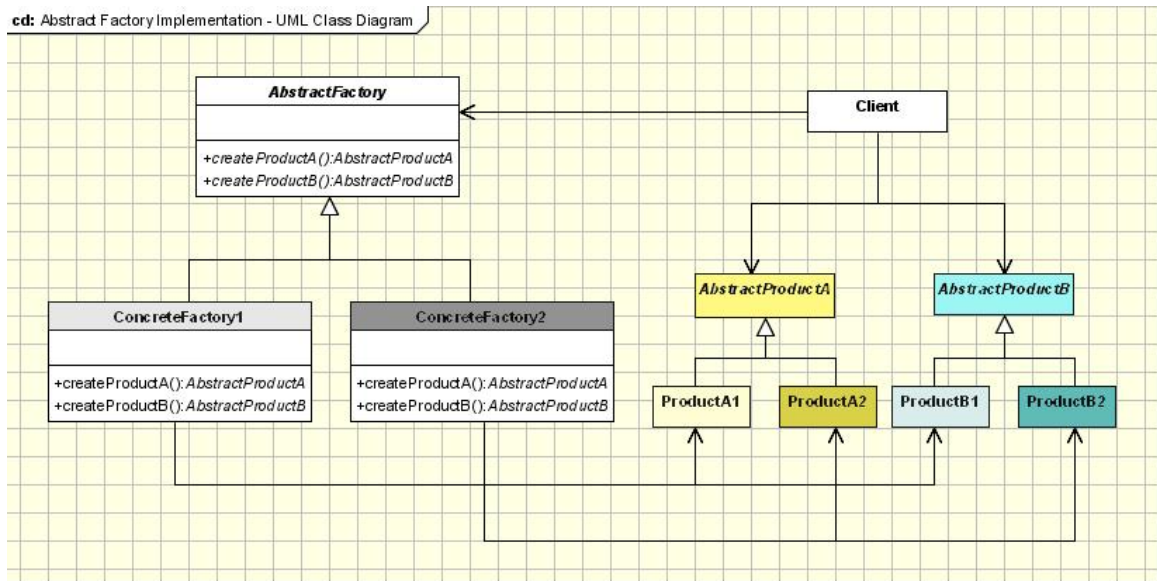 cd: Abstract Factory Implementation - UML Class Diagram
AbstractFactory
+createProductA():AbstractProductA
+createProductB():AbstractProductB
Client
AbstractProductA
AbstractProductB
ConcreteFactory1
+createProductA():AbstractProductA
+createProductB():AbstractProductB
ConcreteFactory2
+createProductA():AbstractProductA
+createProductB():AbstractProductB
ProductA1
ProductA2
ProductB1
ProductB2